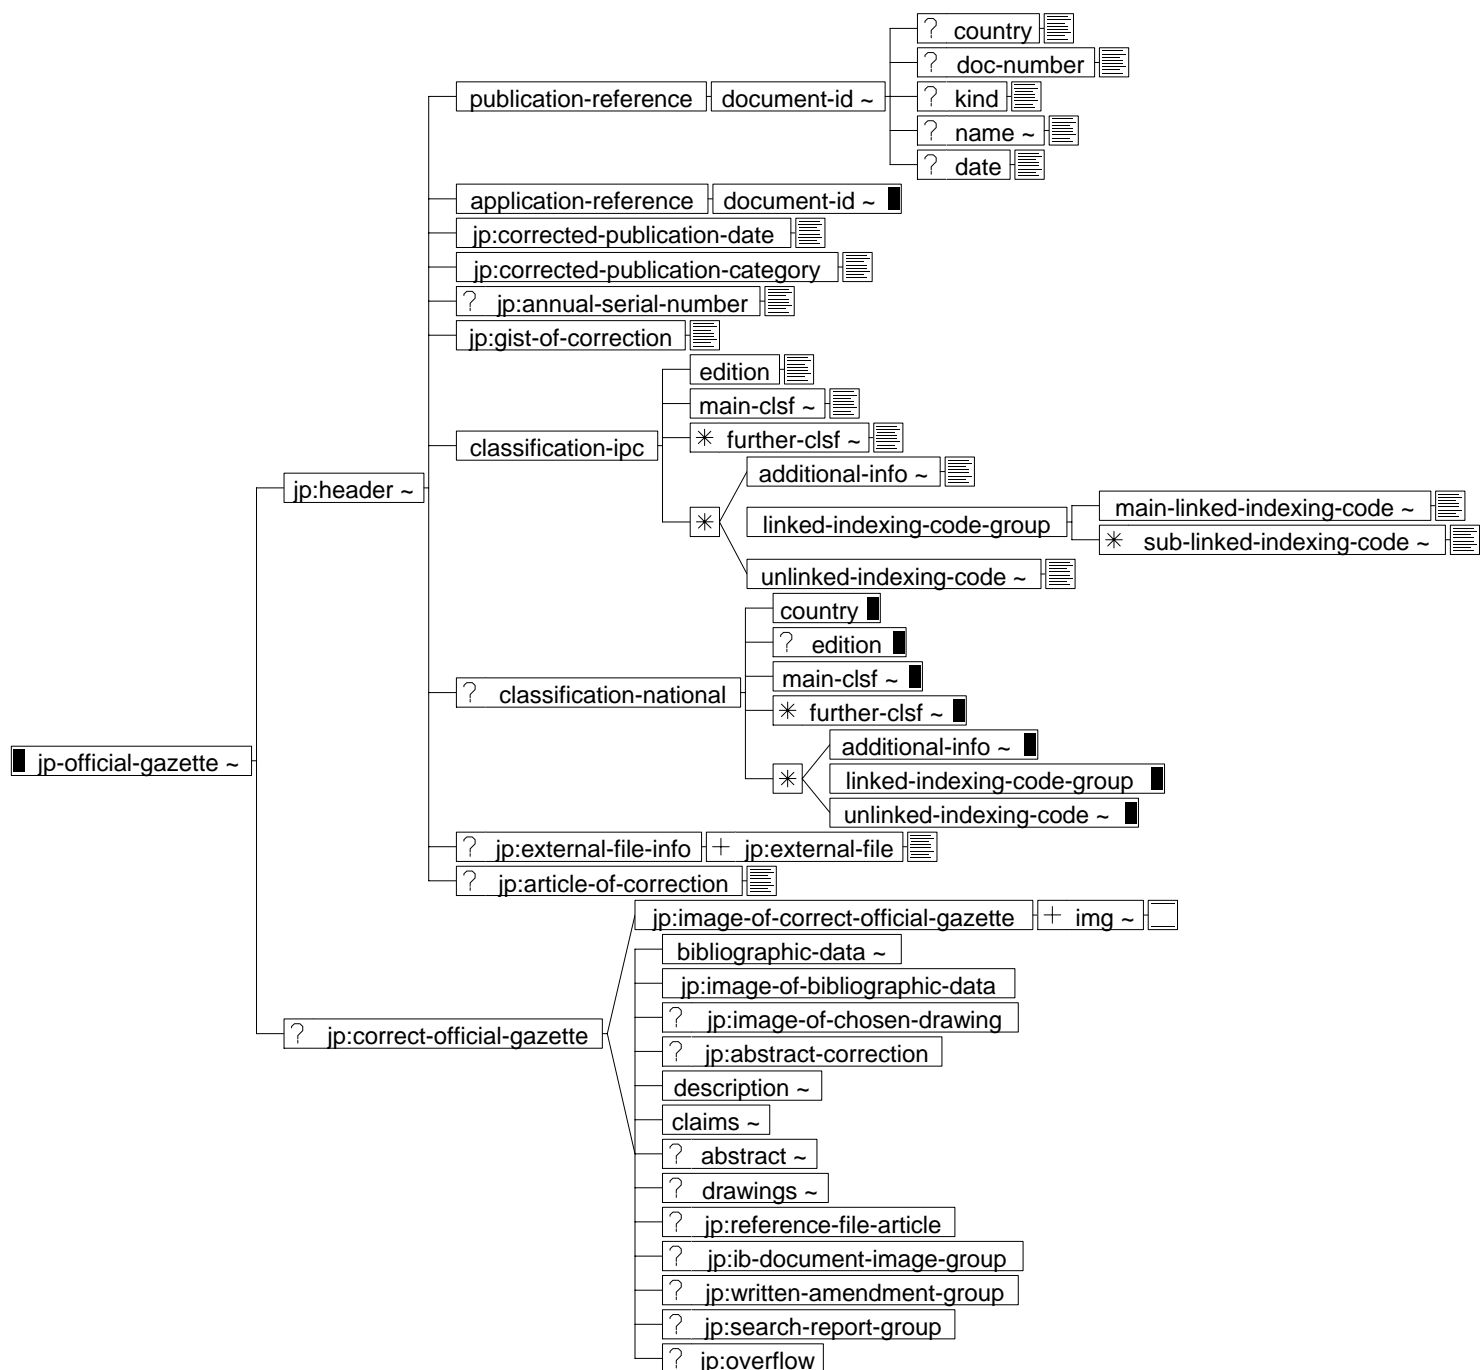 ? country
? doc-number
publication-reference document-id ~ ? kind
? name ~
? date
application-reference document-id ~
jp:corrected-publication-date
jp:corrected-publication-category
? jp:annual-serial-number
jp:gist-of-correction
edition
main-clsf ~
classification-ipc
* further-clsf ~
additional-info ~
jp:header ~
main-linked-indexing-code ~
* linked-indexing-code-group
* sub-linked-indexing-code ~
unlinked-indexing-code ~
country
? edition
main-clsf ~
? classification-national
* further-clsf ~
additional-info ~
jp-official-gazette ~
* linked-indexing-code-group
unlinked-indexing-code ~
? jp:external-file-info + jp:external-file
? jp:article-of-correction
jp:image-of-correct-official-gazette + img ~
bibliographic-data ~
jp:image-of-bibliographic-data
? jp:image-of-chosen-drawing
? jp:correct-official-gazette
? jp:abstract-correction
description ~
claims ~
? abstract ~
? drawings ~
? jp:reference-file-article
? jp:ib-document-image-group
? jp:written-amendment-group
? jp:search-report-group
? jp:overflow